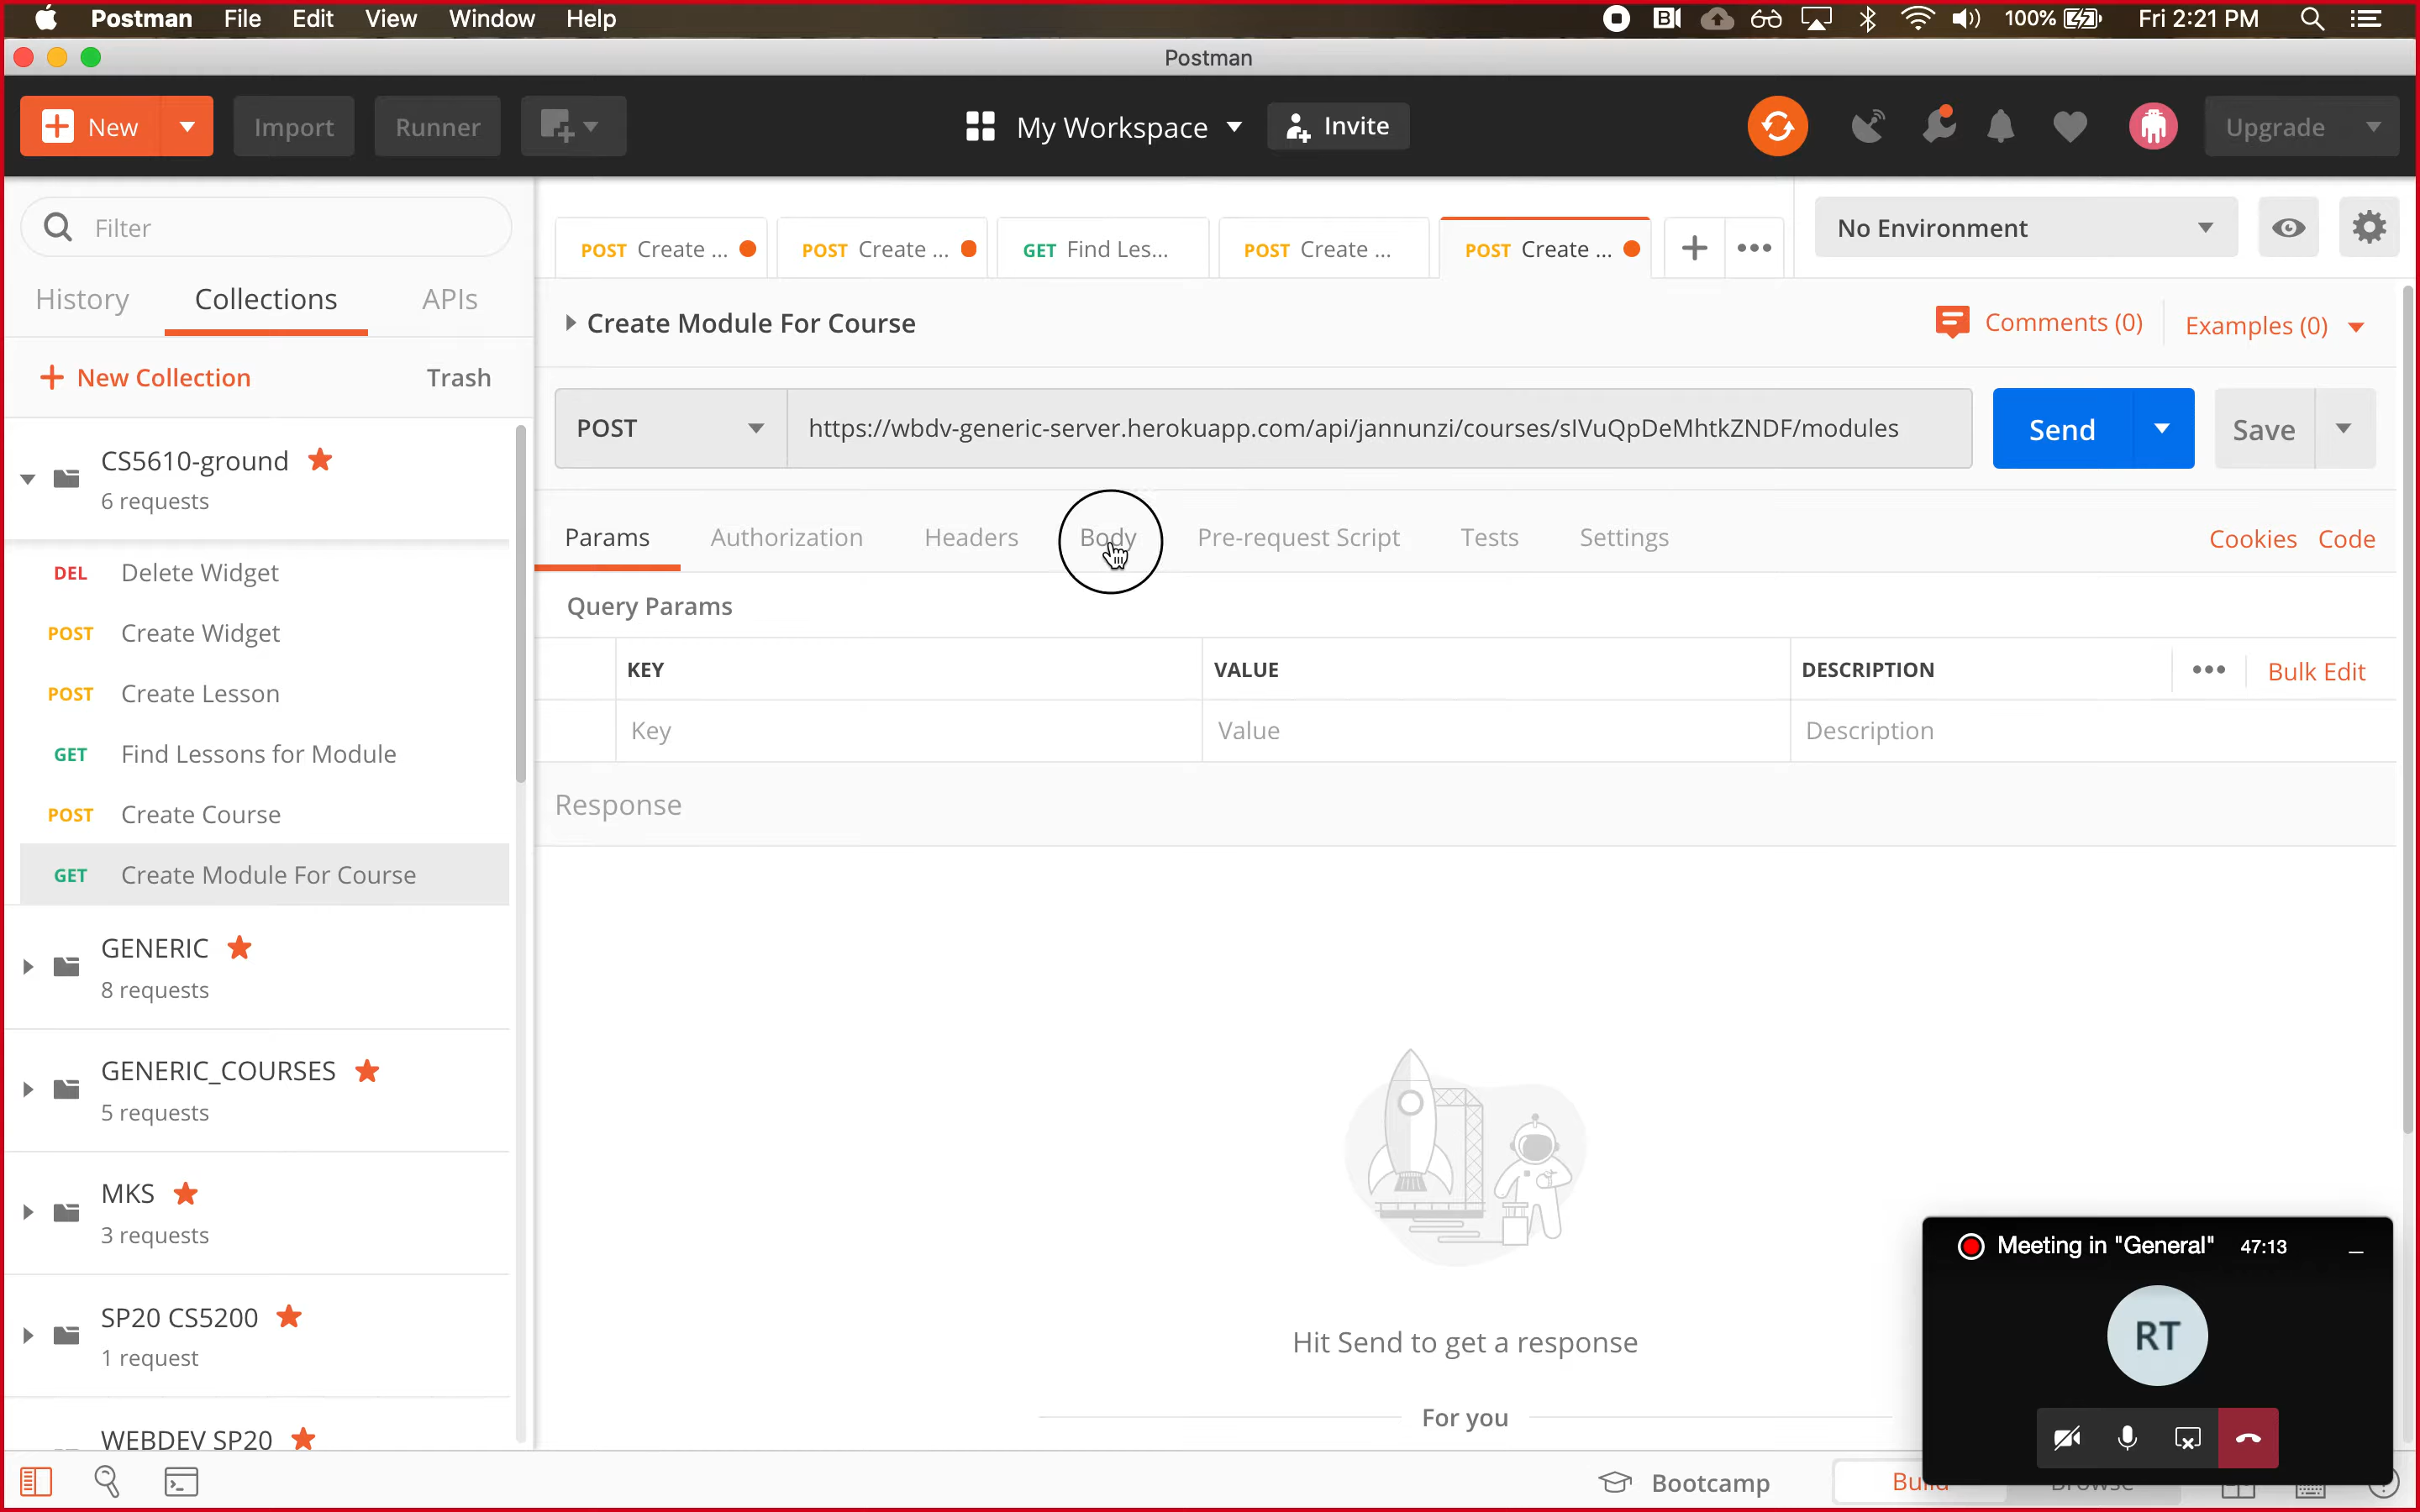 Postman File Edit View Window Help 100% Fri 2:21 PM
Postman
New Import Runner My Workspace Invite Upgrade
Filter
POST Create ... POST Create ... GET Find Les... POST Create ... POST Create ... No Environment
History Collections APIs
Create Module For Course Comments (0) Examples (0)
New Collection Trash
POST https://wbdv-generic-server.herokuapp.com/api/jannunzi/courses/sIVuQpDeMhtkZNDF/modules Send Save
CS5610-ground
6 requests
Params Authorization Headers Body Pre-request Script Tests Settings Cookies Code
DEL Delete Widget
Query Params
POST Create Widget
KEY VALUE DESCRIPTION Bulk Edit
POST Create Lesson
Key Value Description
GET Find Lessons for Module
Response
POST Create Course
GET Create Module For Course
GENERIC
8 requests
GENERIC_COURSES
5 requests
MKS
3 requests
Meeting in "General" 47:13
SP20 CS5200
1 request
RT
Hit Send to get a response
For you
WEBDEV SP20
Bootcamp Build Browse